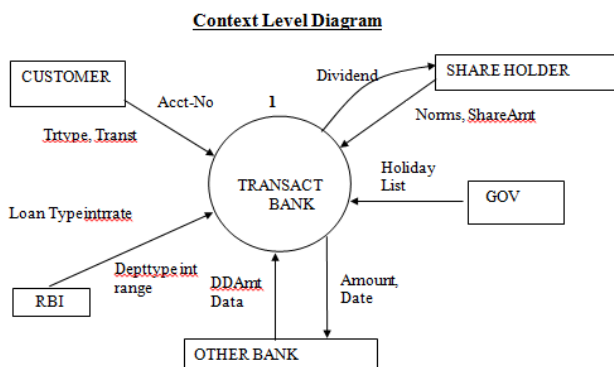 Context Level Diagram
CUSTOMER
Dividend
SHARE HOLDER
Acct-No
1
Norms, ShareAmt
Trtype, Transt
Holiday
List
TRANSACT
BANK
GOV
Loan Typeintrrate
Depttype int
range
DDAmt
Data
Amount,
Date
RBI
OTHER BANK